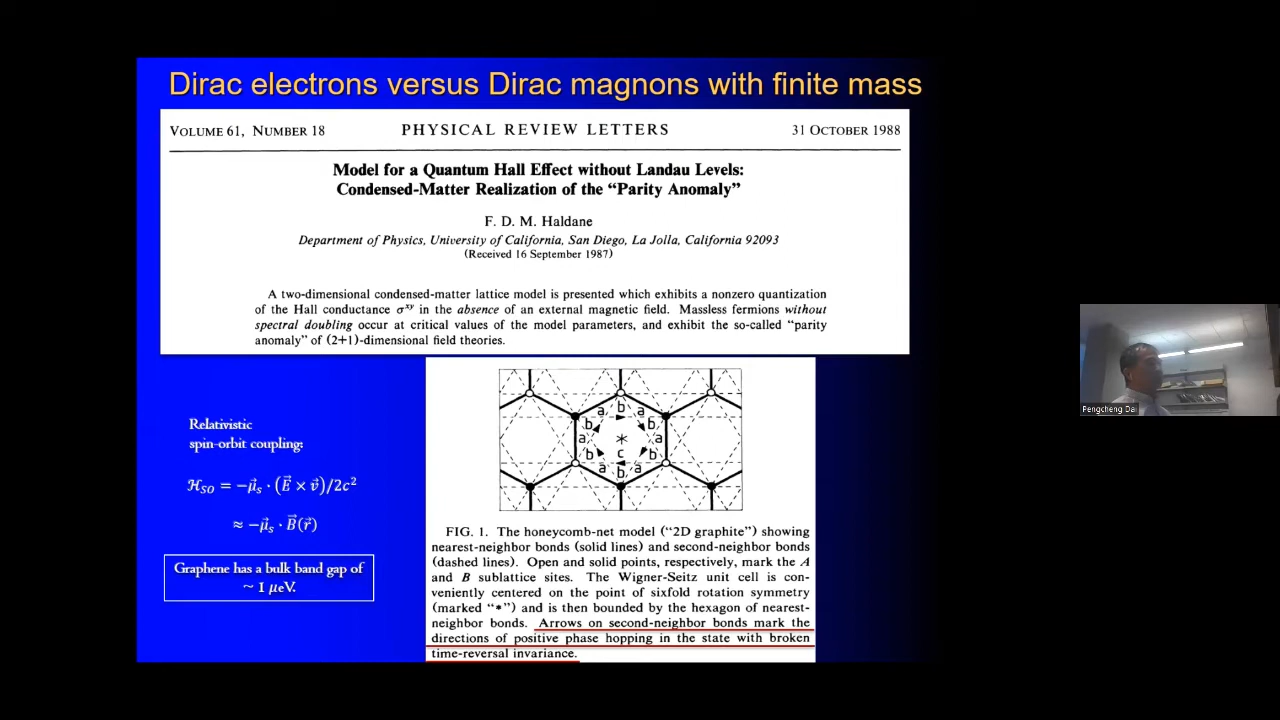 Dirac electrons versus Dirac magnons with finite mass
VOLUME 61, NUMBER 18 PHYSICAL REVIEW LETTERS 31 OCTOBER 1988
Model for a Quantum Hall Effect without Landau Levels:
Condensed-Matter Realization of the “Parity Anomaly”
F. D. M. Haldane
Department of Physics, University of California, San Diego, La Jolla, California 92093
(Received 16 September 1987)
A two-dimensional condensed-matter lattice model is presented which exhibits a nonzero quantization
of the Hall conductance σ^xy in the absence of an external magnetic field. Massless fermions without
spectral doubling occur at critical values of the model parameters, and exhibit the so-called “parity
anomaly” of (2+1)-dimensional field theories.
Relativistic
spin-orbit coupling:
ℋ_SO = −μ⃗_s · (E⃗ × v⃗)/2c²
≈ −μ⃗_s · B⃗(r⃗)
Graphene has a bulk band gap of
~ 1 μeV.
a b a
b b
a * a
b c b
a b a
FIG. 1. The honeycomb-net model (“2D graphite”) showing
nearest-neighbor bonds (solid lines) and second-neighbor bonds
(dashed lines). Open and solid points, respectively, mark the A
and B sublattice sites. The Wigner-Seitz unit cell is con-
veniently centered on the point of sixfold rotation symmetry
(marked “*”) and is then bounded by the hexagon of nearest-
neighbor bonds. Arrows on second-neighbor bonds mark the
directions of positive phase hopping in the state with broken
time-reversal invariance.
Pengcheng Dai